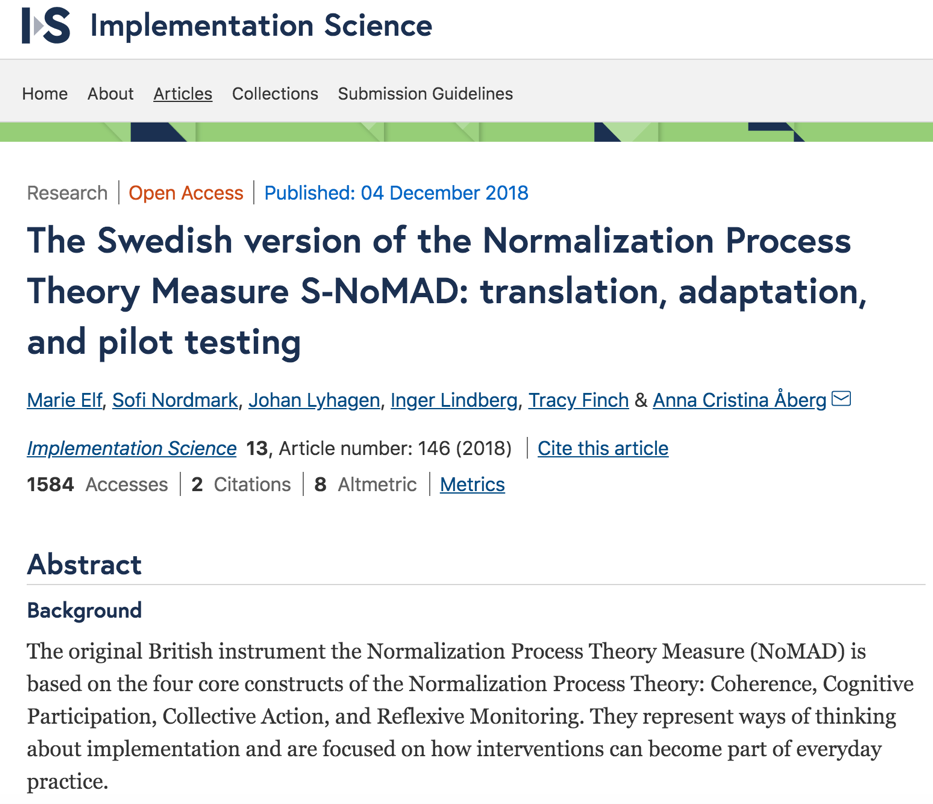 IS Implementation Science
Home About Articles Collections Submission Guidelines
Research | Open Access | Published: 04 December 2018
The Swedish version of the Normalization Process
Theory Measure S-NoMAD: translation, adaptation,
and pilot testing
Marie Elf, Sofi Nordmark, Johan Lyhagen, Inger Lindberg, Tracy Finch & Anna Cristina Åberg
Implementation Science 13, Article number: 146 (2018) | Cite this article
1584 Accesses | 2 Citations | 8 Altmetric | Metrics
Abstract
Background
The original British instrument the Normalization Process Theory Measure (NoMAD) is
based on the four core constructs of the Normalization Process Theory: Coherence, Cognitive
Participation, Collective Action, and Reflexive Monitoring. They represent ways of thinking
about implementation and are focused on how interventions can become part of everyday
practice.